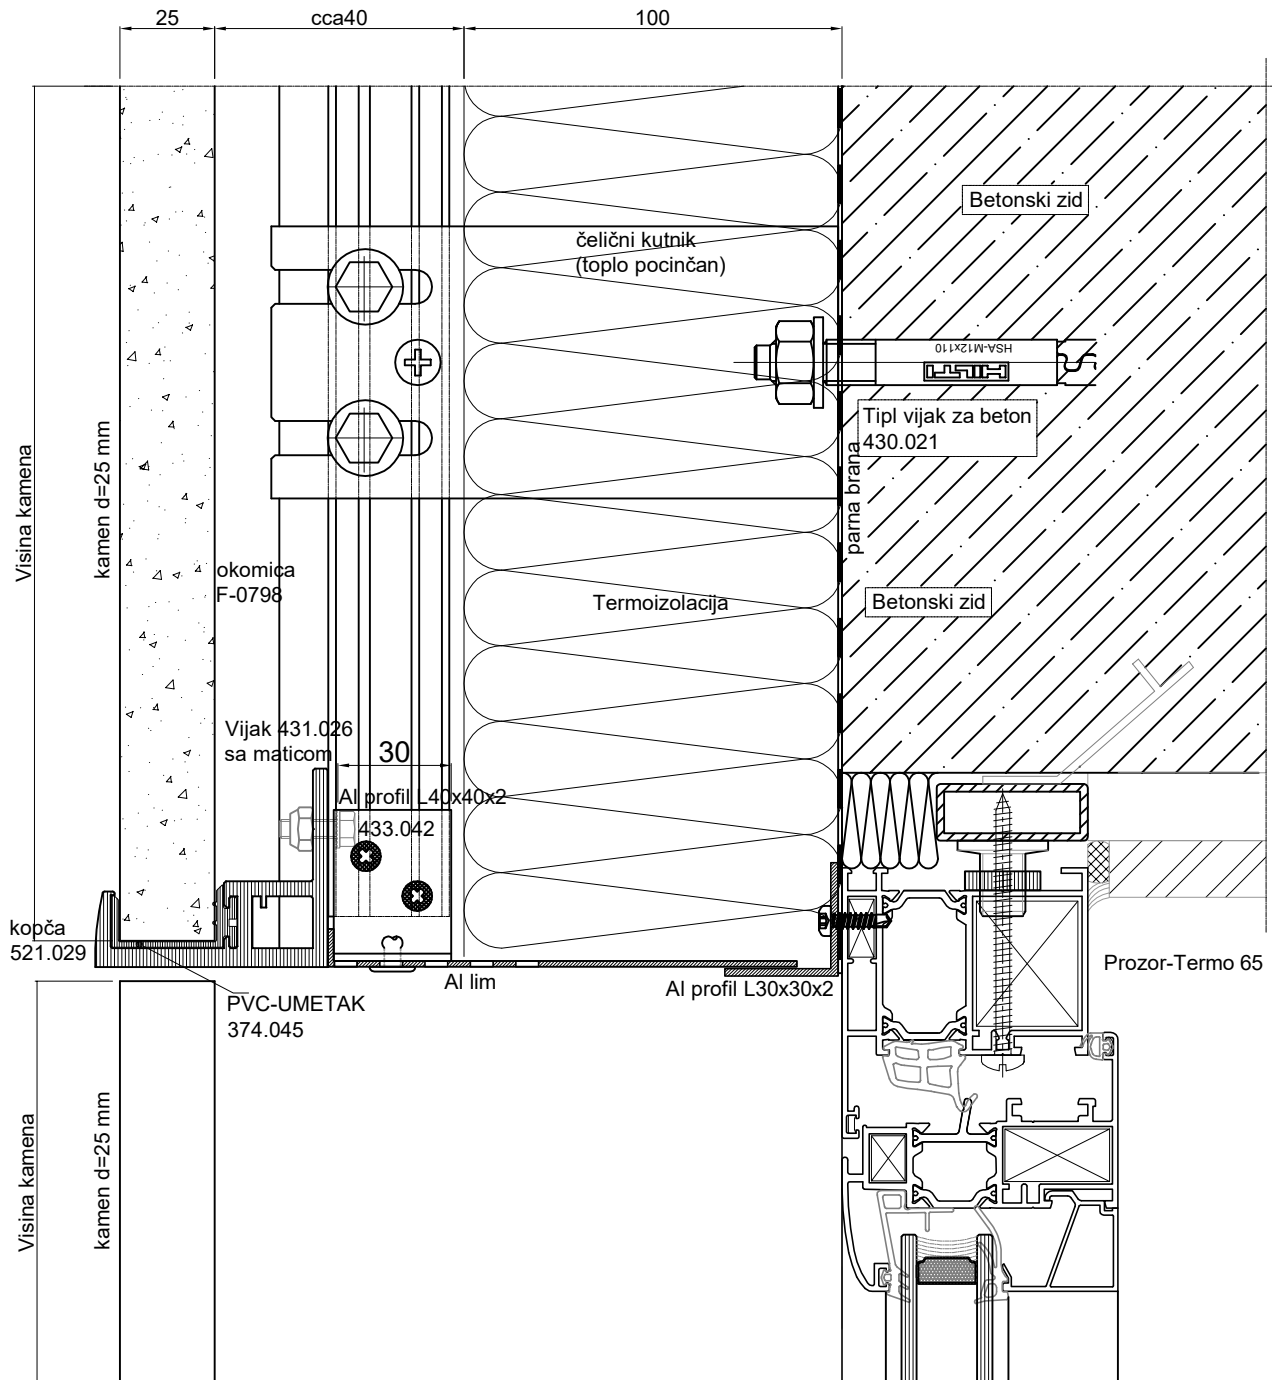 25
cca40
100
Betonski zid
čelični kutnik
(toplo pocinčan)
HSA-M12x110
HILTI
Tipl vijak za beton
430.021
parna brana
Visina kamena
kamen d=25 mm
okomica
F-0798
Termoizolacija
Betonski zid
Vijak 431.026
sa maticom
30
Al profil L40x40x2
433.042
kopča
521.029
Al lim
Al profil L30x30x2
Prozor-Termo 65
PVC-UMETAK
374.045
Visina kamena
kamen d=25 mm